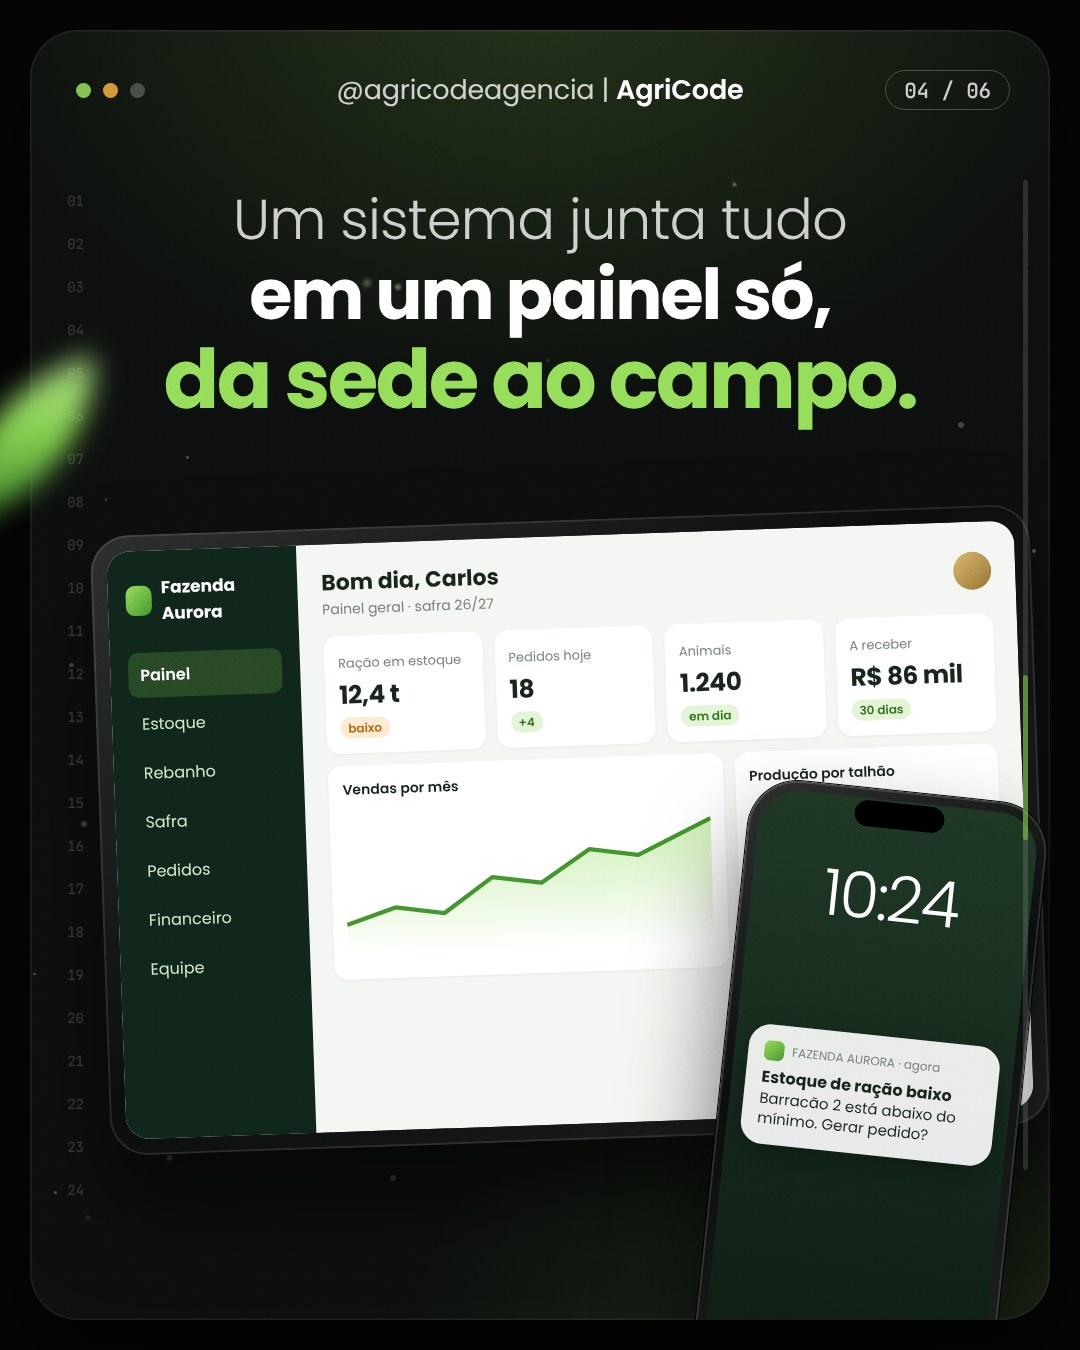 @agricodeagencia | AgriCode
04 / 06
Um sistema junta tudo
em um painel só,
da sede ao campo.
01
02
03
04
05
06
07
08
09
10
11
12
13
14
15
16
17
18
19
20
21
22
23
24
Fazenda
Aurora
Painel
Estoque
Rebanho
Safra
Pedidos
Financeiro
Equipe
Bom dia, Carlos
Painel geral · safra 26/27
Ração em estoque
12,4 t
baixo
Pedidos hoje
18
+4
Animais
1.240
em dia
A receber
R$ 86 mil
30 dias
Vendas por mês
Produção por talhão
10:24
FAZENDA AURORA · agora
Estoque de ração baixo
Barracão 2 está abaixo do
mínimo. Gerar pedido?